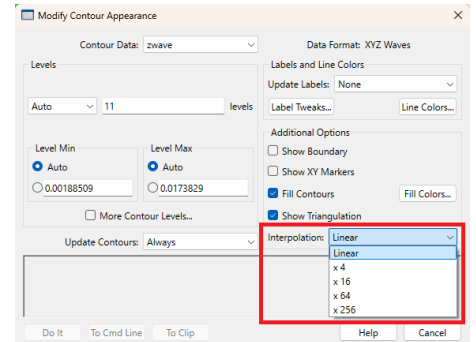 Modify Contour Appearance
Contour Data: zwave
Data Format: XYZ Waves
Levels
Auto 11 levels
Level Min
Auto
0.00188509
Level Max
Auto
0.0173829
More Contour Levels...
Update Contours: Always
Labels and Line Colors
Update Labels: None
Label Tweaks... Line Colors...
Additional Options
Show Boundary
Show XY Markers
Fill Contours Fill Colors...
Show Triangulation
Interpolation: Linear
Linear
x 4
x 16
x 64
x 256
Do It To Cmd Line To Clip Help Cancel